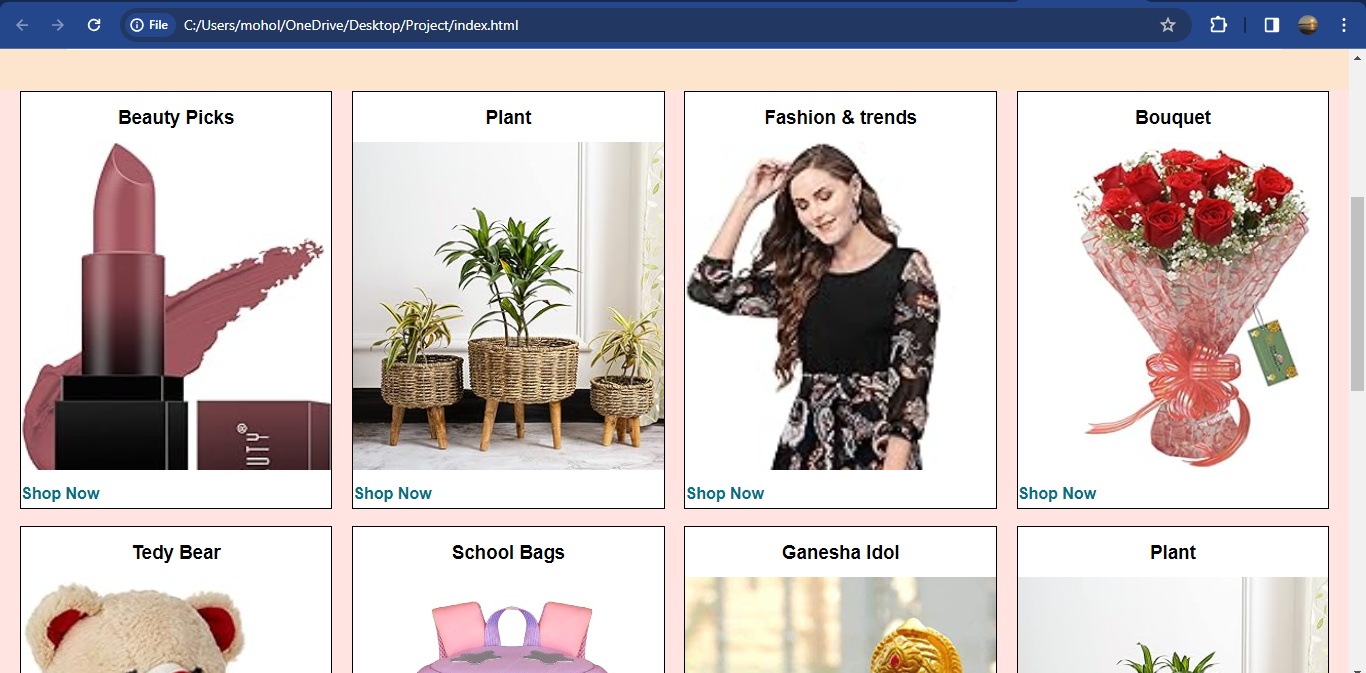 File C:/Users/mohol/OneDrive/Desktop/Project/index.html
Beauty Picks
Plant
Fashion & trends
Bouquet
UTY®
Shop Now
Shop Now
Shop Now
Shop Now
Tedy Bear
School Bags
Ganesha Idol
Plant